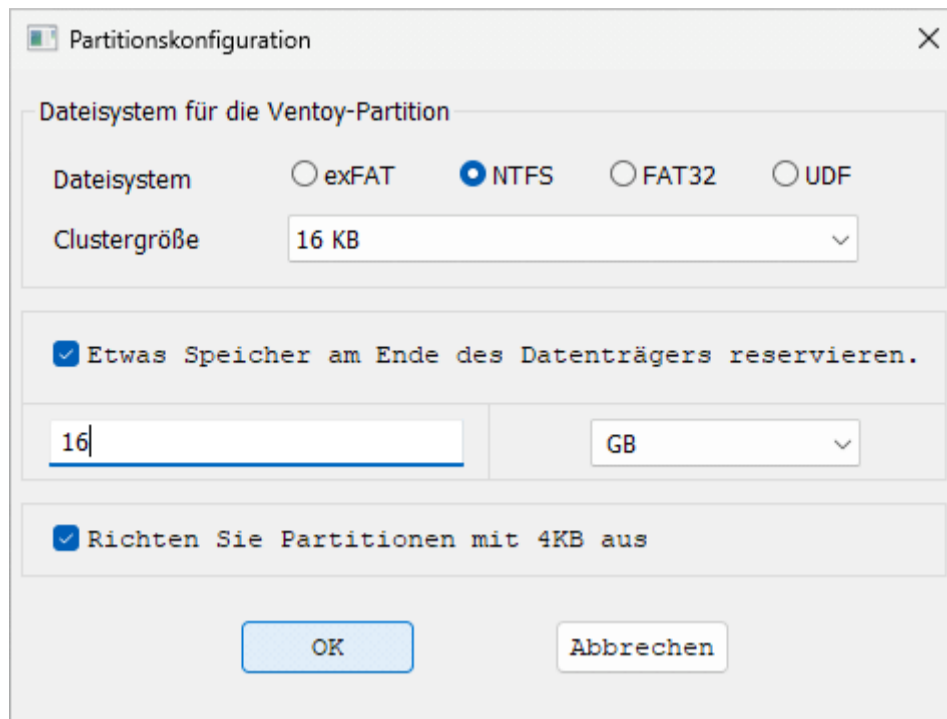 Partitionskonfiguration
Dateisystem für die Ventoy-Partition
Dateisystem exFAT NTFS FAT32 UDF
Clustergröße 16 KB
Etwas Speicher am Ende des Datenträgers reservieren.
16 GB
Richten Sie Partitionen mit 4KB aus
OK Abbrechen